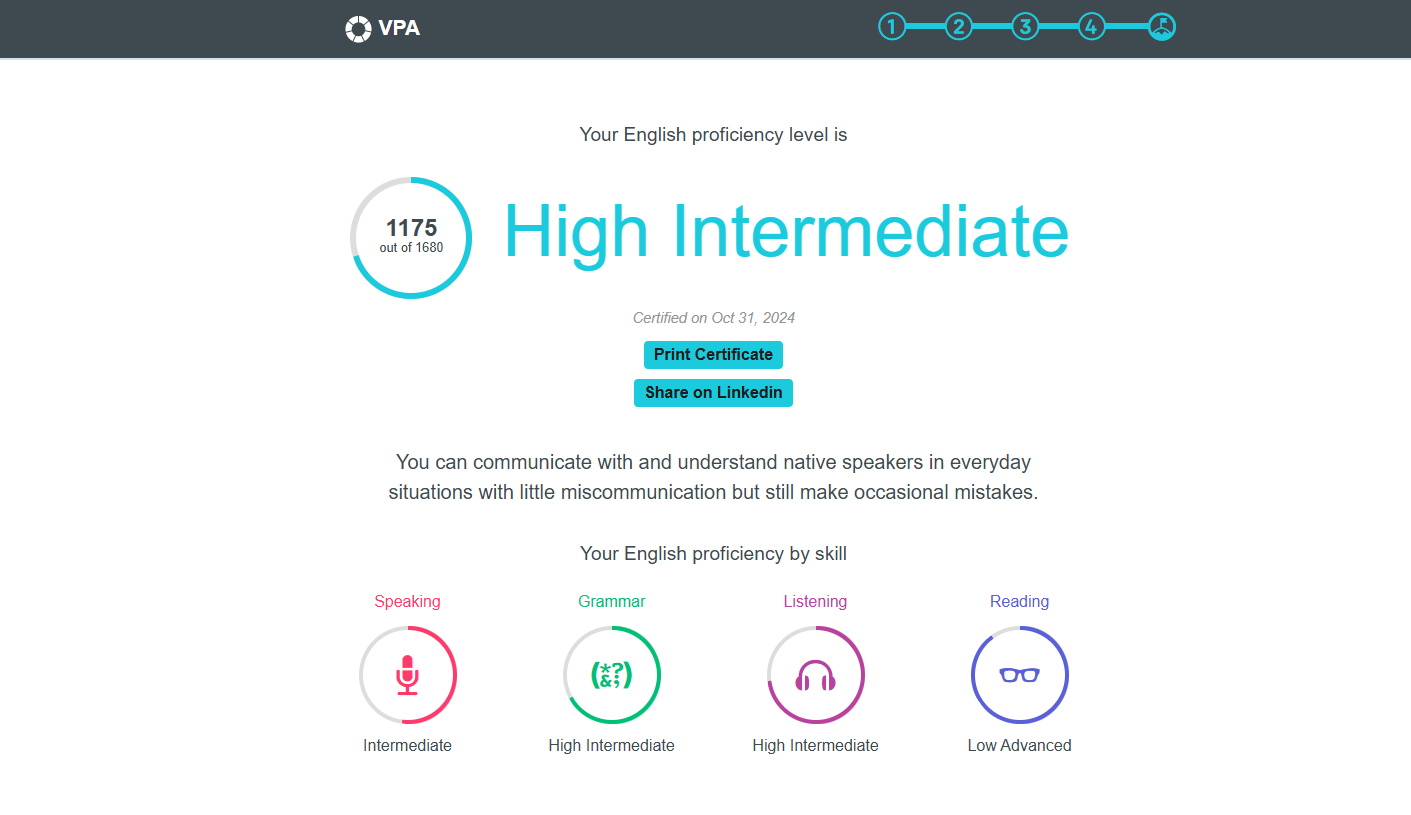 VPA
1 2 3 4
Your English proficiency level is
1175
out of 1680
High Intermediate
Certified on Oct 31, 2024
Print Certificate
Share on Linkedin
You can communicate with and understand native speakers in everyday
situations with little miscommunication but still make occasional mistakes.
Your English proficiency by skill
Speaking Grammar Listening Reading
(*?
&;)
Intermediate High Intermediate High Intermediate Low Advanced